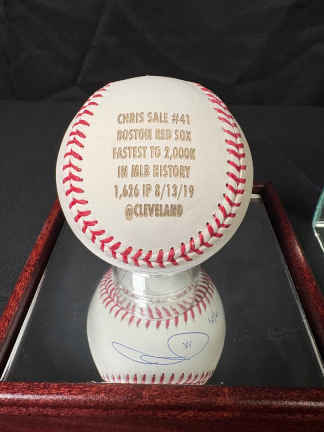 CHRIS SALE #41
BOSTON RED SOX
FASTEST TO 2,000K
IN MLB HISTORY
1,626 IP 8/13/19
@CLEVELAND